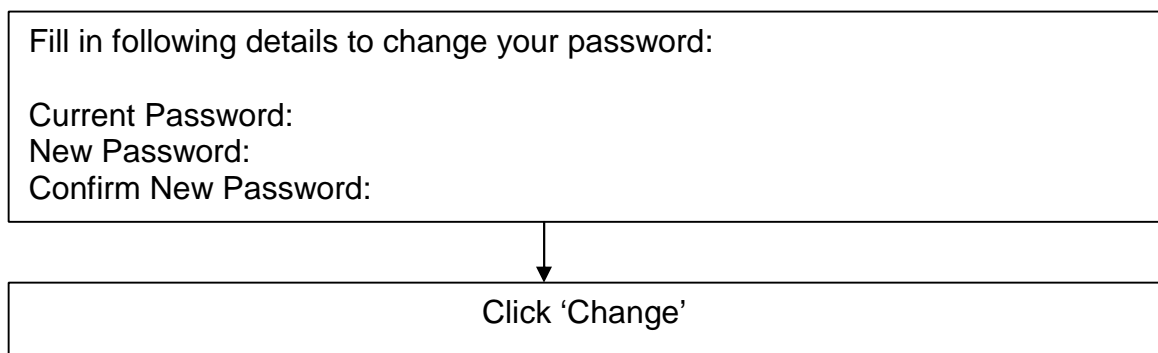 Fill in following details to change your password:
Current Password:
New Password:
Confirm New Password:
Click ‘Change’